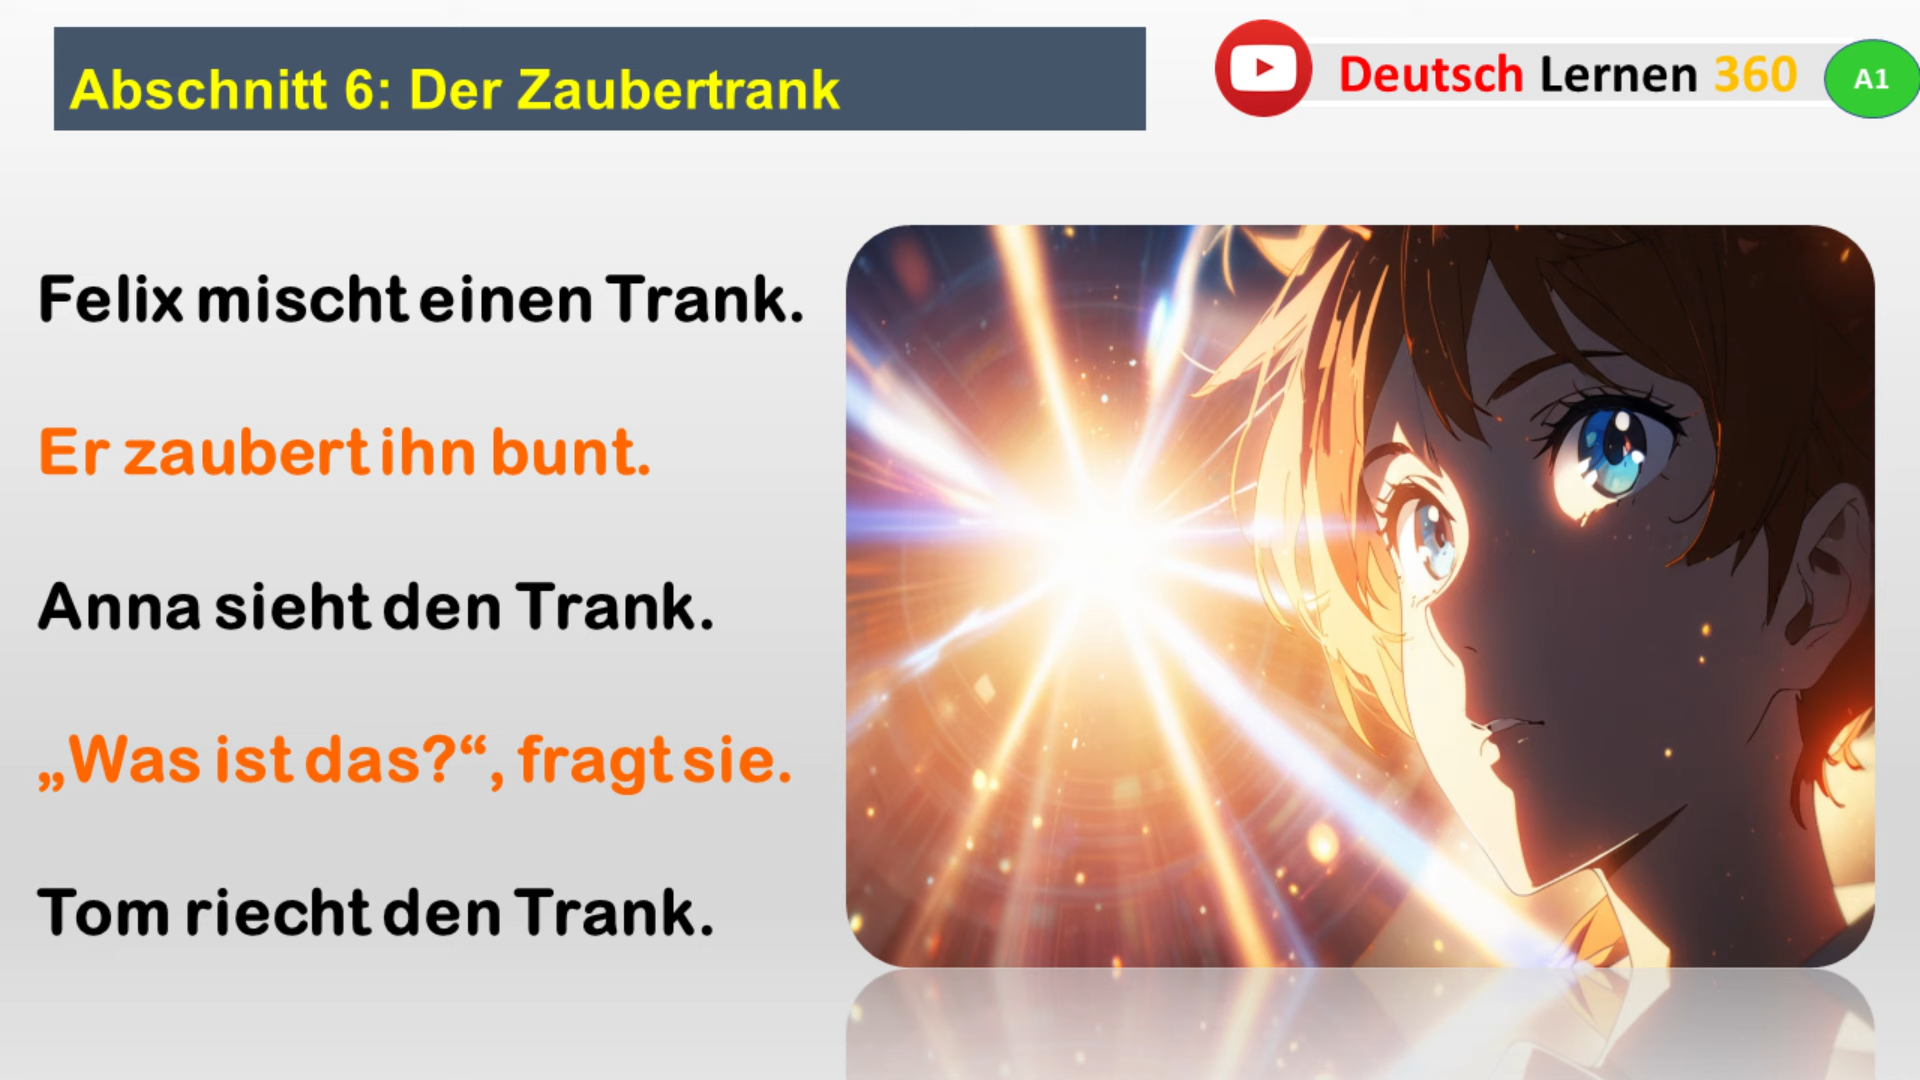 Abschnitt 6: Der Zaubertrank
Deutsch Lernen 360 A1
Felix mischt einen Trank.
Er zaubert ihn bunt.
Anna sieht den Trank.
„Was ist das?“, fragt sie.
Tom riecht den Trank.